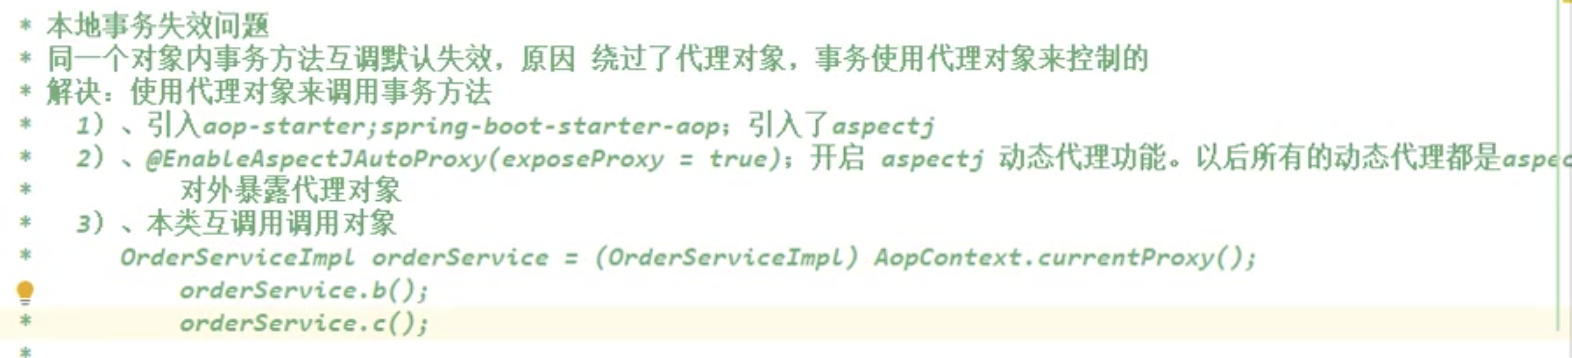 * 本地事务失效问题
* 同一个对象内事务方法互调默认失效，原因 绕过了代理对象，事务使用代理对象来控制的
* 解决：使用代理对象来调用事务方法
*   1）、引入aop-starter;spring-boot-starter-aop；引入了aspectj
*   2）、@EnableAspectJAutoProxy(exposeProxy = true)；开启 aspectj 动态代理功能。以后所有的动态代理都是aspec
*        对外暴露代理对象
*   3）、本类互调用调用对象
*      OrderServiceImpl orderService = (OrderServiceImpl) AopContext.currentProxy();
         orderService.b();
*        orderService.c();
*